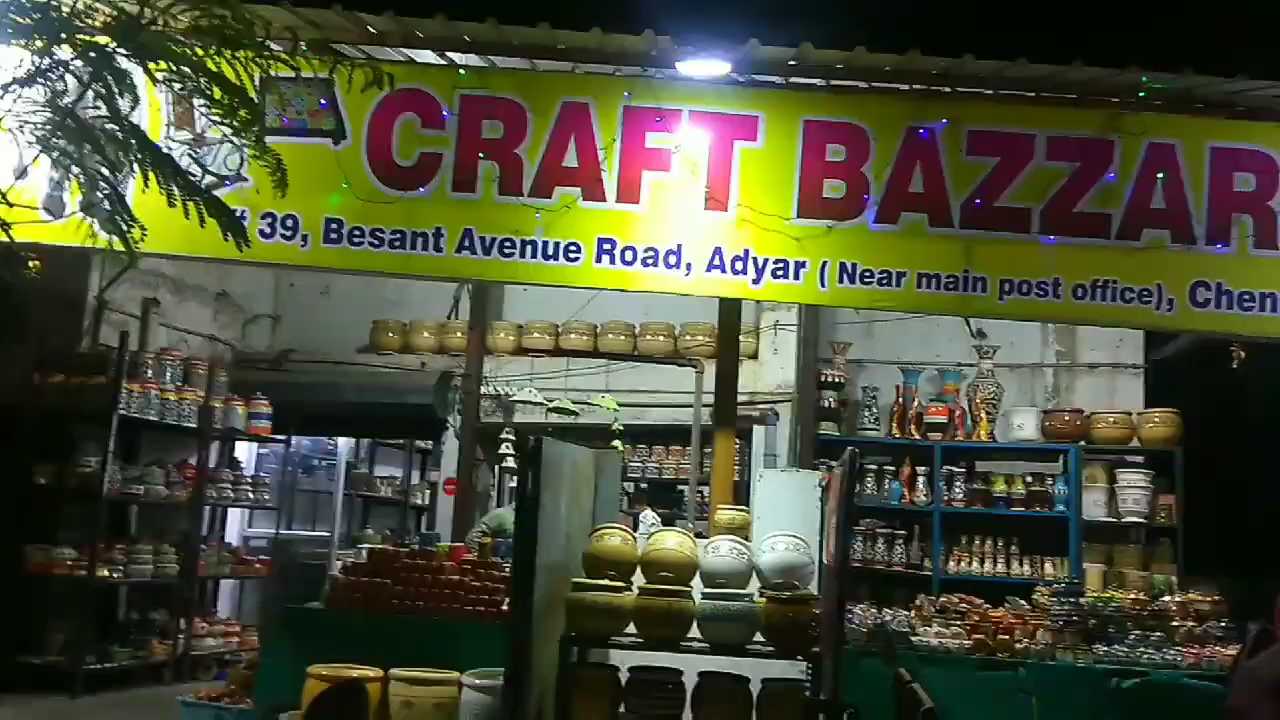 CRAFT BAZZAR
# 39, Besant Avenue Road, Adyar ( Near main post office), Chen